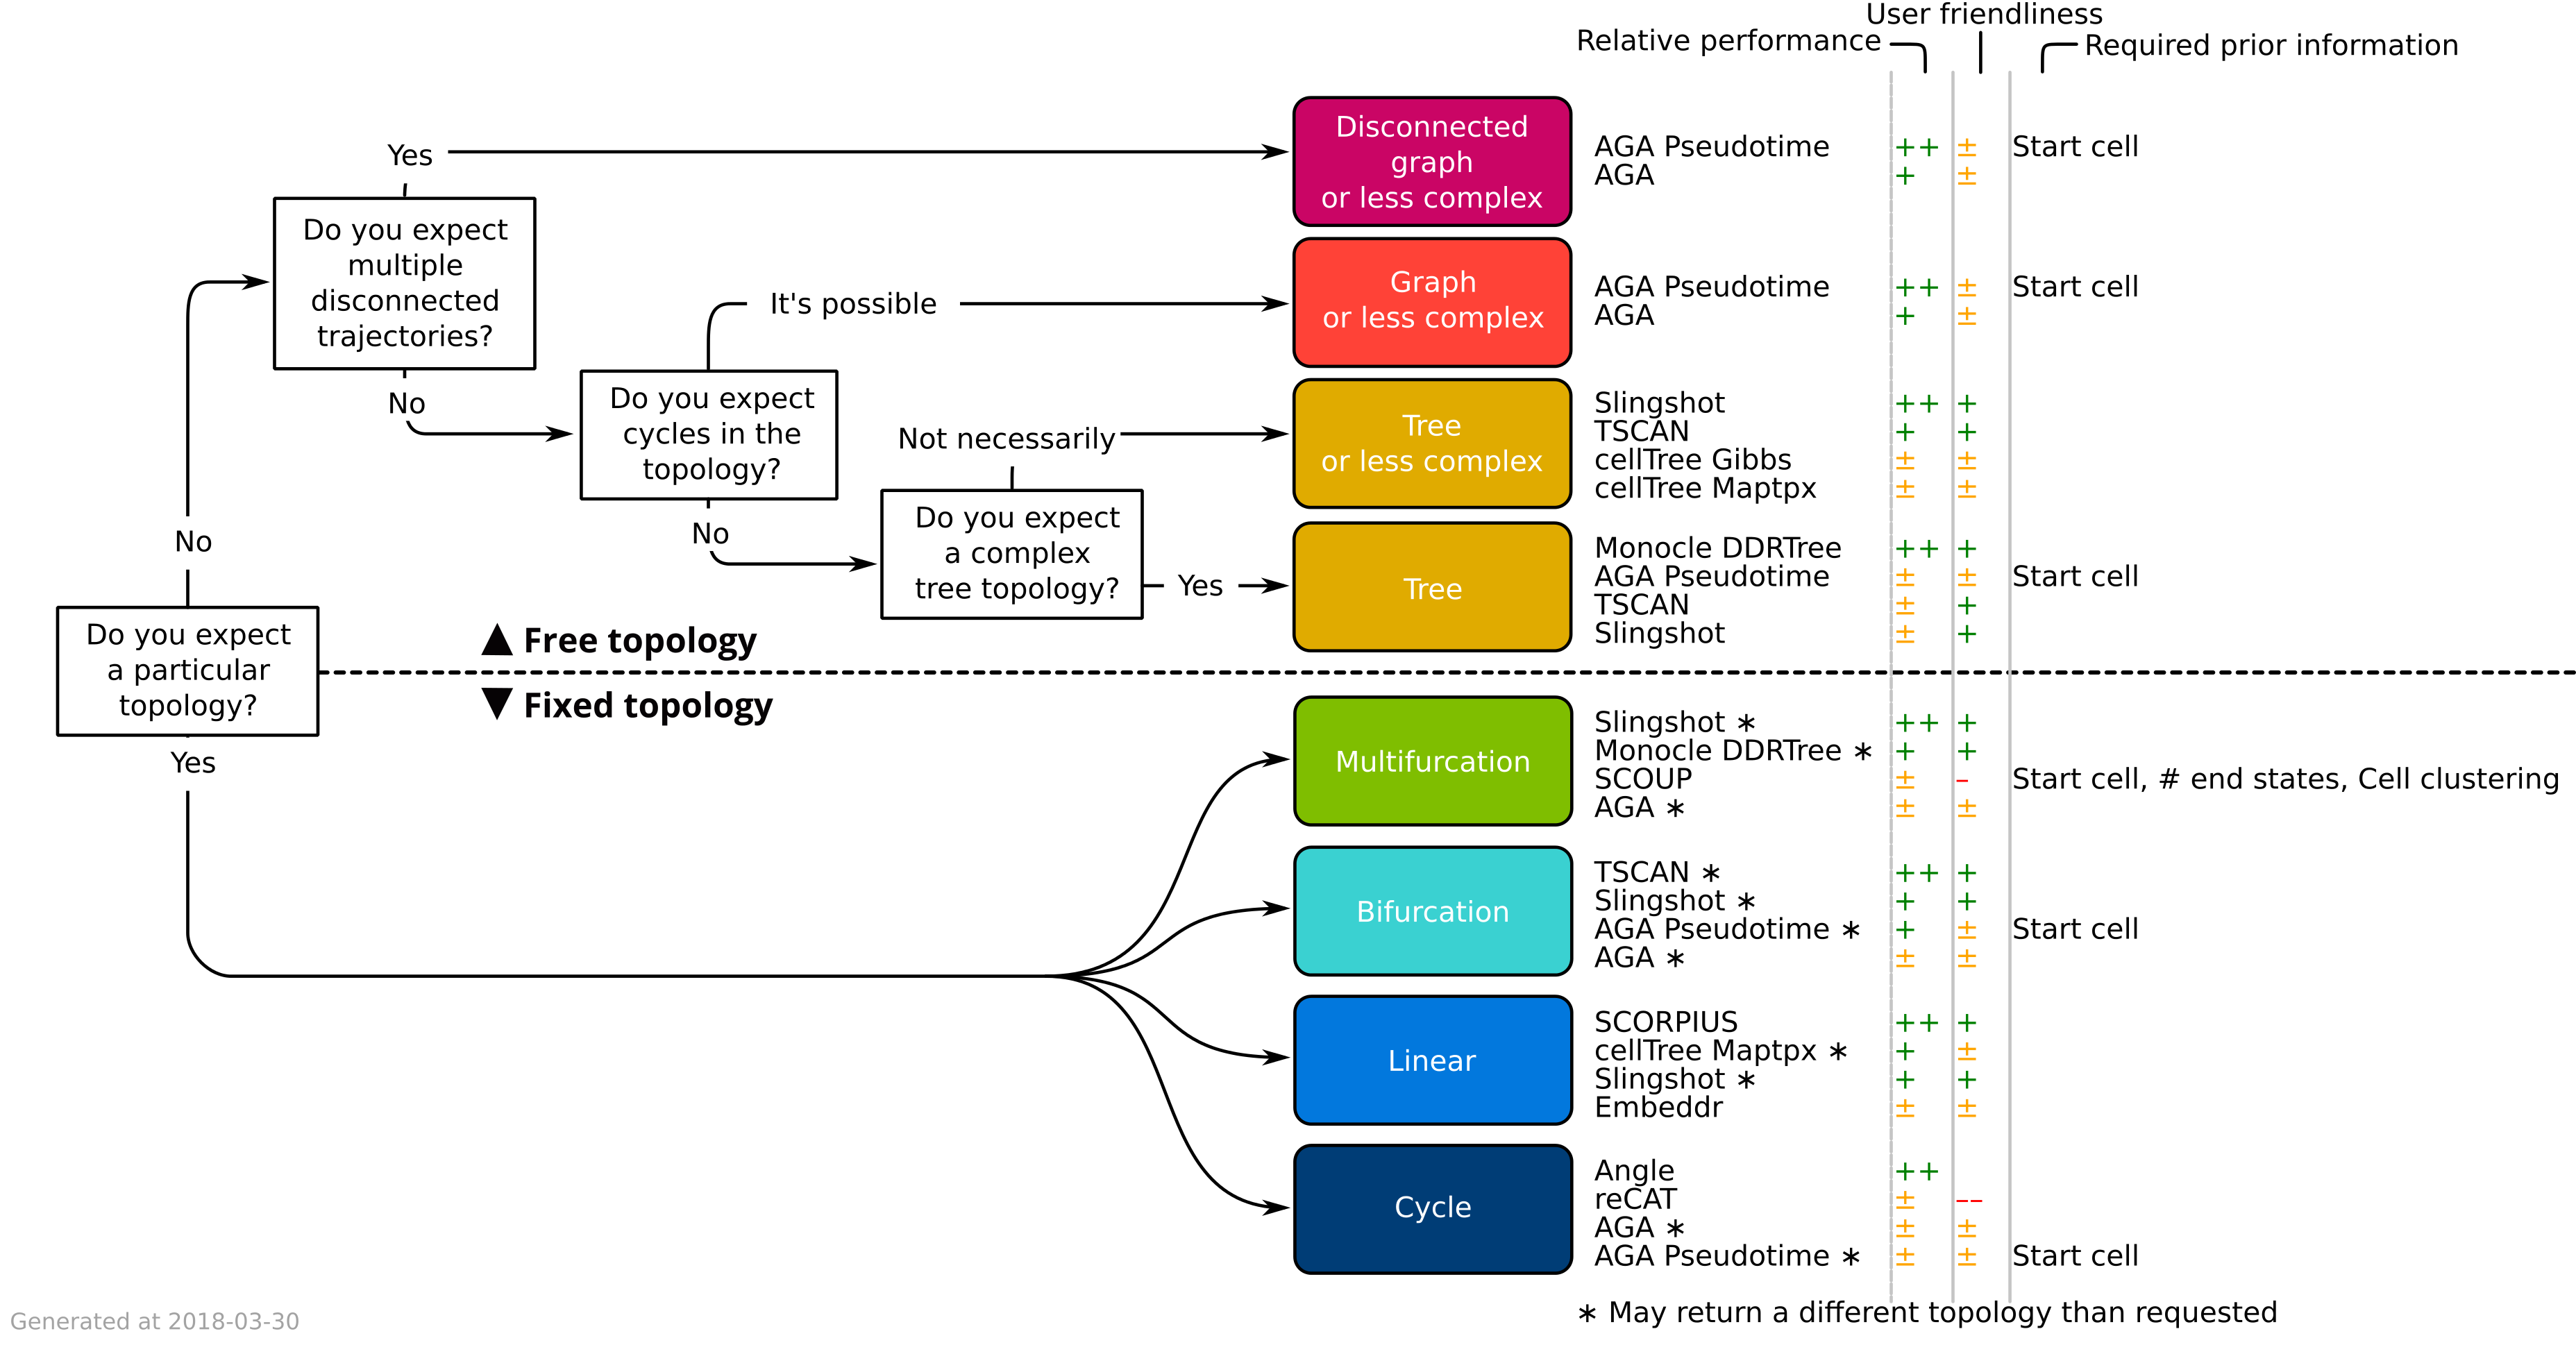 User friendliness
Relative performance
Required prior information
Yes
Do you expect
multiple
disconnected
trajectories?
No
Do you expect
cycles in the
topology?
It's possible
No
Not necessarily
Do you expect
a complex
tree topology?
Yes
No
Do you expect
a particular
topology?
Yes
▲ Free topology
▼ Fixed topology
Disconnected
graph
or less complex
AGA Pseudotime ++ ± Start cell
AGA + ±
Graph
or less complex
AGA Pseudotime ++ ± Start cell
AGA + ±
Tree
or less complex
Slingshot ++ +
TSCAN + +
cellTree Gibbs ± ±
cellTree Maptpx ± ±
Tree
Monocle DDRTree ++ +
AGA Pseudotime ± ± Start cell
TSCAN ± +
Slingshot ± +
Multifurcation
Slingshot * ++ +
Monocle DDRTree * + +
SCOUP ± - Start cell, # end states, Cell clustering
AGA * ± ±
Bifurcation
TSCAN * ++ +
Slingshot * + +
AGA Pseudotime * + ± Start cell
AGA * ± ±
Linear
SCORPIUS ++ +
cellTree Maptpx * + ±
Slingshot * + +
Embeddr ± ±
Cycle
Angle ++
reCAT ± --
AGA * ± ±
AGA Pseudotime * ± ± Start cell
* May return a different topology than requested
Generated at 2018-03-30